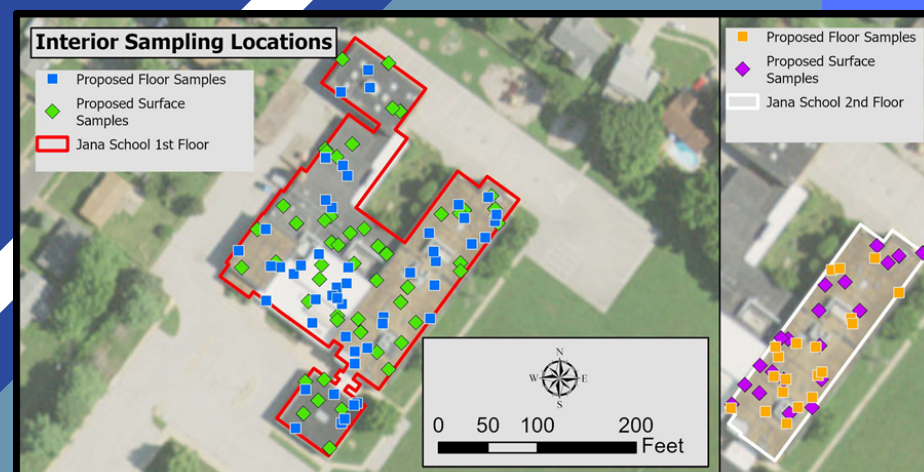 Interior Sampling Locations
Proposed Floor Samples
Proposed Surface
Samples
Jana School 1st Floor
Proposed Floor Samples
Proposed Surface
Samples
Jana School 2nd Floor
N
W E
S
0 50 100 200
Feet